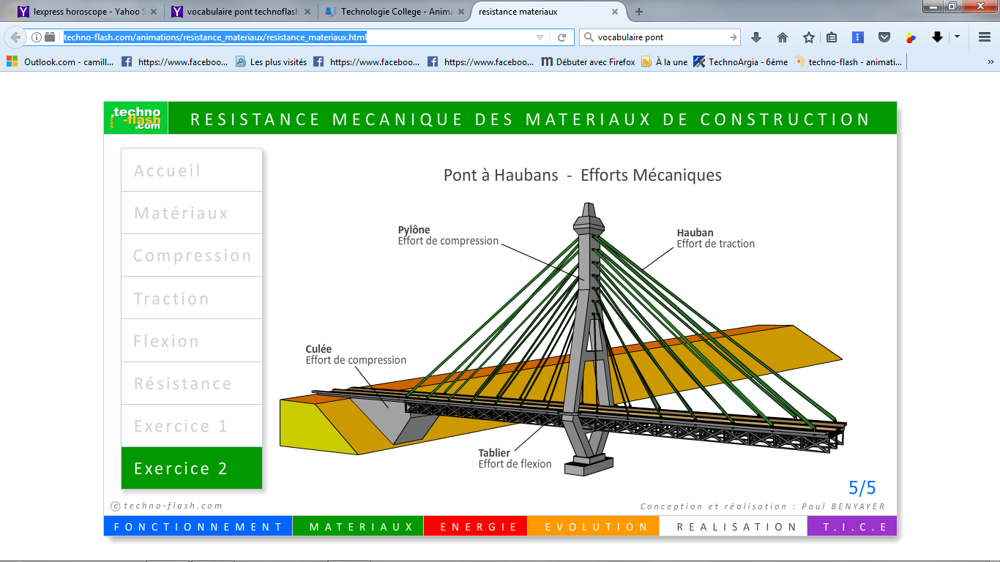 lexpress horoscope - Yahoo S
vocabulaire pont technoflash
Technologie College - Anima
resistance materiaux
techno-flash.com/animations/resistance_materiaux/resistance_materiaux.html
vocabulaire pont
Outlook.com - camill...
https://www.faceboo...
Les plus visités
https://www.faceboo...
https://www.faceboo...
Débuter avec Firefox
À la une
TechnoArgia - 6ème
techno-flash - animati...
www.techno-flash.com
RESISTANCE MECANIQUE DES MATERIAUX DE CONSTRUCTION
Accueil
Matériaux
Compression
Traction
Flexion
Résistance
Exercice 1
Exercice 2
Pont à Haubans - Efforts Mécaniques
Pylône
Effort de compression
Hauban
Effort de traction
Culée
Effort de compression
Tablier
Effort de flexion
5/5
© techno-flash.com
Conception et réalisation : Paul BENYAYER
FONCTIONNEMENT
MATERIAUX
ENERGIE
EVOLUTION
REALISATION
T.I.C.E